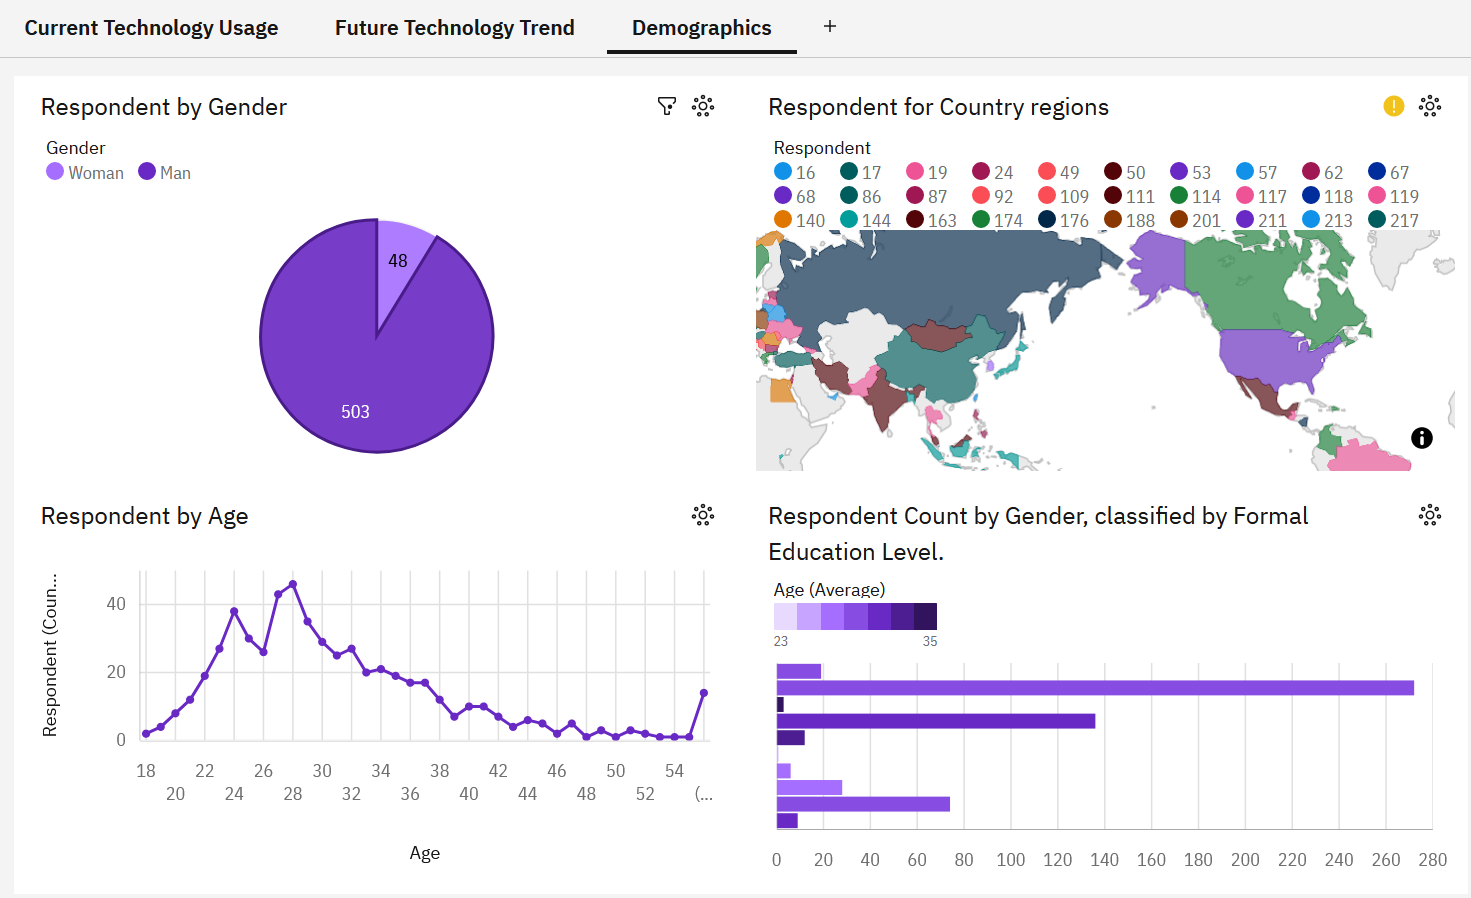 Current Technology Usage Future Technology Trend Demographics +
Respondent by Gender
Gender
Woman Man
48
503
Respondent for Country regions
Respondent
16 17 19 24 49 50 53 57 62 67
68 86 87 92 109 111 114 117 118 119
140 144 163 174 176 188 201 211 213 217
Respondent by Age
Respondent (Coun...
40
20
0
18 22 26 30 34 38 42 46 50 54
20 24 28 32 36 40 44 48 52 (...
Age
Respondent Count by Gender, classified by Formal
Education Level.
Age (Average)
23 35
0 20 40 60 80 100 120 140 160 180 200 220 240 260 280